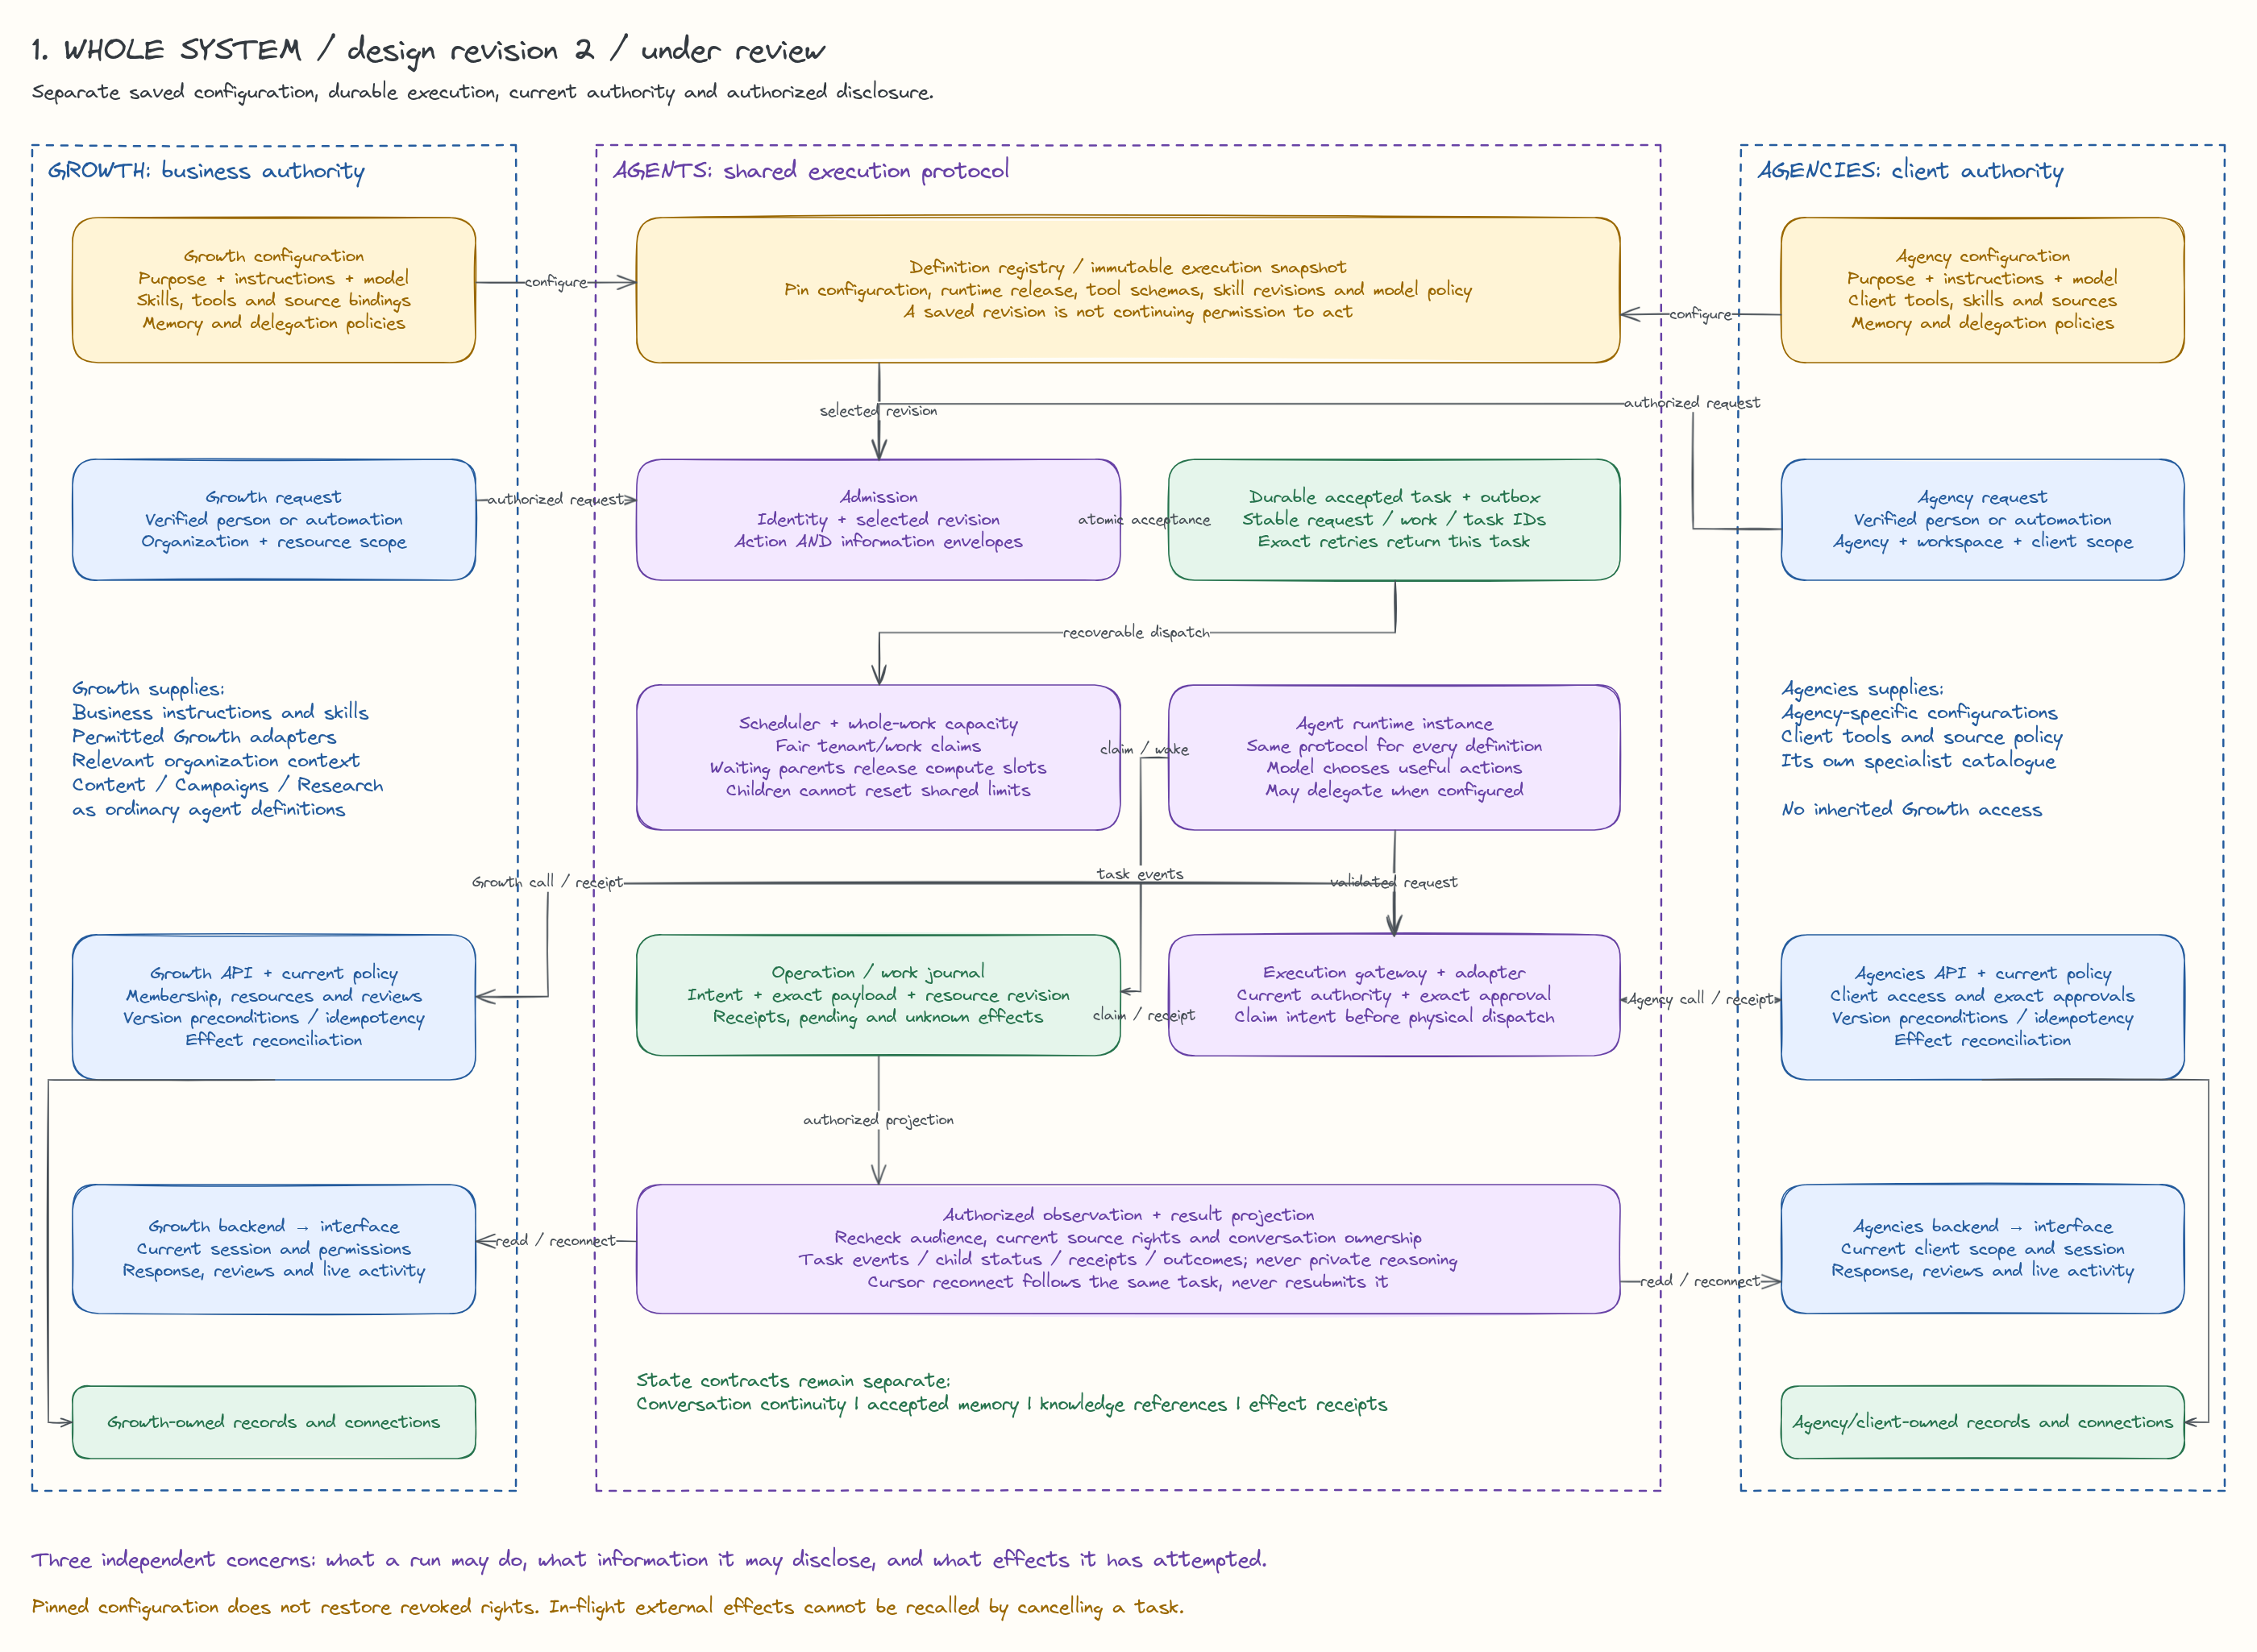 1. WHOLE SYSTEM / design revision 2 / under review
Separate saved configuration, durable execution, current authority and authorized disclosure.
GROWTH: business authority
Growth configuration
Purpose + instructions + model
Skills, tools and source bindings
Memory and delegation policies
configure
Growth request
Verified person or automation
Organization + resource scope
authorized request
Growth supplies:
Business instructions and skills
Permitted Growth adapters
Relevant organization context
Content / Campaigns / Research
as ordinary agent definitions
Growth call / receipt
Growth API + current policy
Membership, resources and reviews
Version preconditions / idempotency
Effect reconciliation
Growth backend → interface
Current session and permissions
Response, reviews and live activity
redd / reconnect
Growth-owned records and connections
AGENTS: shared execution protocol
Definition registry / immutable execution snapshot
Pin configuration, runtime release, tool schemas, skill revisions and model policy
A saved revision is not continuing permission to act
selected revision
Admission
Identity + selected revision
Action AND information envelopes
atomic acceptance
Durable accepted task + outbox
Stable request / work / task IDs
Exact retries return this task
recoverable dispatch
Scheduler + whole-work capacity
Fair tenant/work claims
Waiting parents release compute slots
Children cannot reset shared limits
claim / wake
Agent runtime instance
Same protocol for every definition
Model chooses useful actions
May delegate when configured
task events
validated request
Operation / work journal
Intent + exact payload + resource revision
Receipts, pending and unknown effects
claim / receipt
Execution gateway + adapter
Current authority + exact approval
Claim intent before physical dispatch
authorized projection
Authorized observation + result projection
Recheck audience, current source rights and conversation ownership
Task events / child status / receipts / outcomes; never private reasoning
Cursor reconnect follows the same task, never resubmits it
State contracts remain separate:
Conversation continuity | accepted memory | knowledge references | effect receipts
AGENCIES: client authority
Agency configuration
Purpose + instructions + model
Client tools, skills and sources
Memory and delegation policies
configure
authorized request
Agency request
Verified person or automation
Agency + workspace + client scope
Agencies supplies:
Agency-specific configurations
Client tools and source policy
Its own specialist catalogue
No inherited Growth access
Agency call / receipt
Agencies API + current policy
Client access and exact approvals
Version preconditions / idempotency
Effect reconciliation
Agencies backend → interface
Current client scope and session
Response, reviews and live activity
redd / reconnect
Agency/client-owned records and connections
Three independent concerns: what a run may do, what information it may disclose, and what effects it has attempted.
Pinned configuration does not restore revoked rights. In-flight external effects cannot be recalled by cancelling a task.